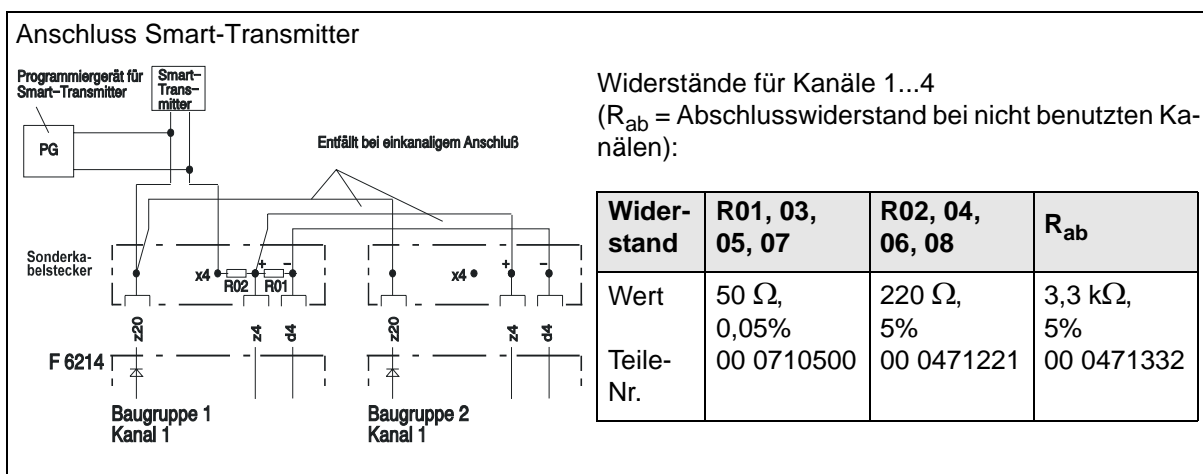 Anschluss Smart-Transmitter
Programmiergerät für
Smart-Transmitter
Smart-
Trans-
mitter
PG
Entfällt bei einkanaligem Anschluß
Sonderka-
belstecker
x4
R02
+
R01
–
x4
+
–
z20
z4
d4
z20
z4
d4
F 6214
Baugruppe 1
Kanal 1
Baugruppe 2
Kanal 1
Widerstände für Kanäle 1...4
(Rab = Abschlusswiderstand bei nicht benutzten Ka-
nälen):
Wider-
stand
R01, 03,
05, 07
R02, 04,
06, 08
Rab
Wert
50 Ω,
0,05%
220 Ω,
5%
3,3 kΩ,
5%
Teile-
Nr.
00 0710500
00 0471221
00 0471332